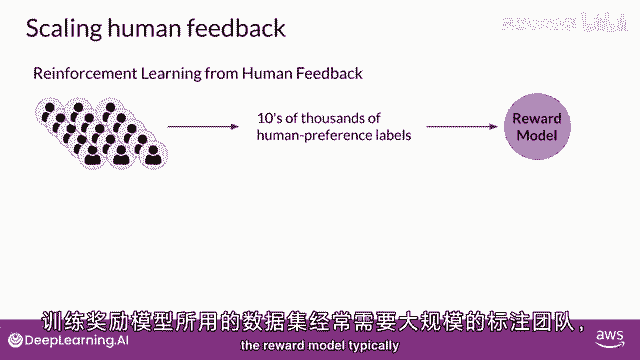 Scaling human feedback
Reinforcement Learning from Human Feedback
10's of thousands of
human-preference labels
Reward
Model
训练奖励模型所用的数据集经常需要大规模的标注团队，
the reward model typically
DeepLearning.AI
aws